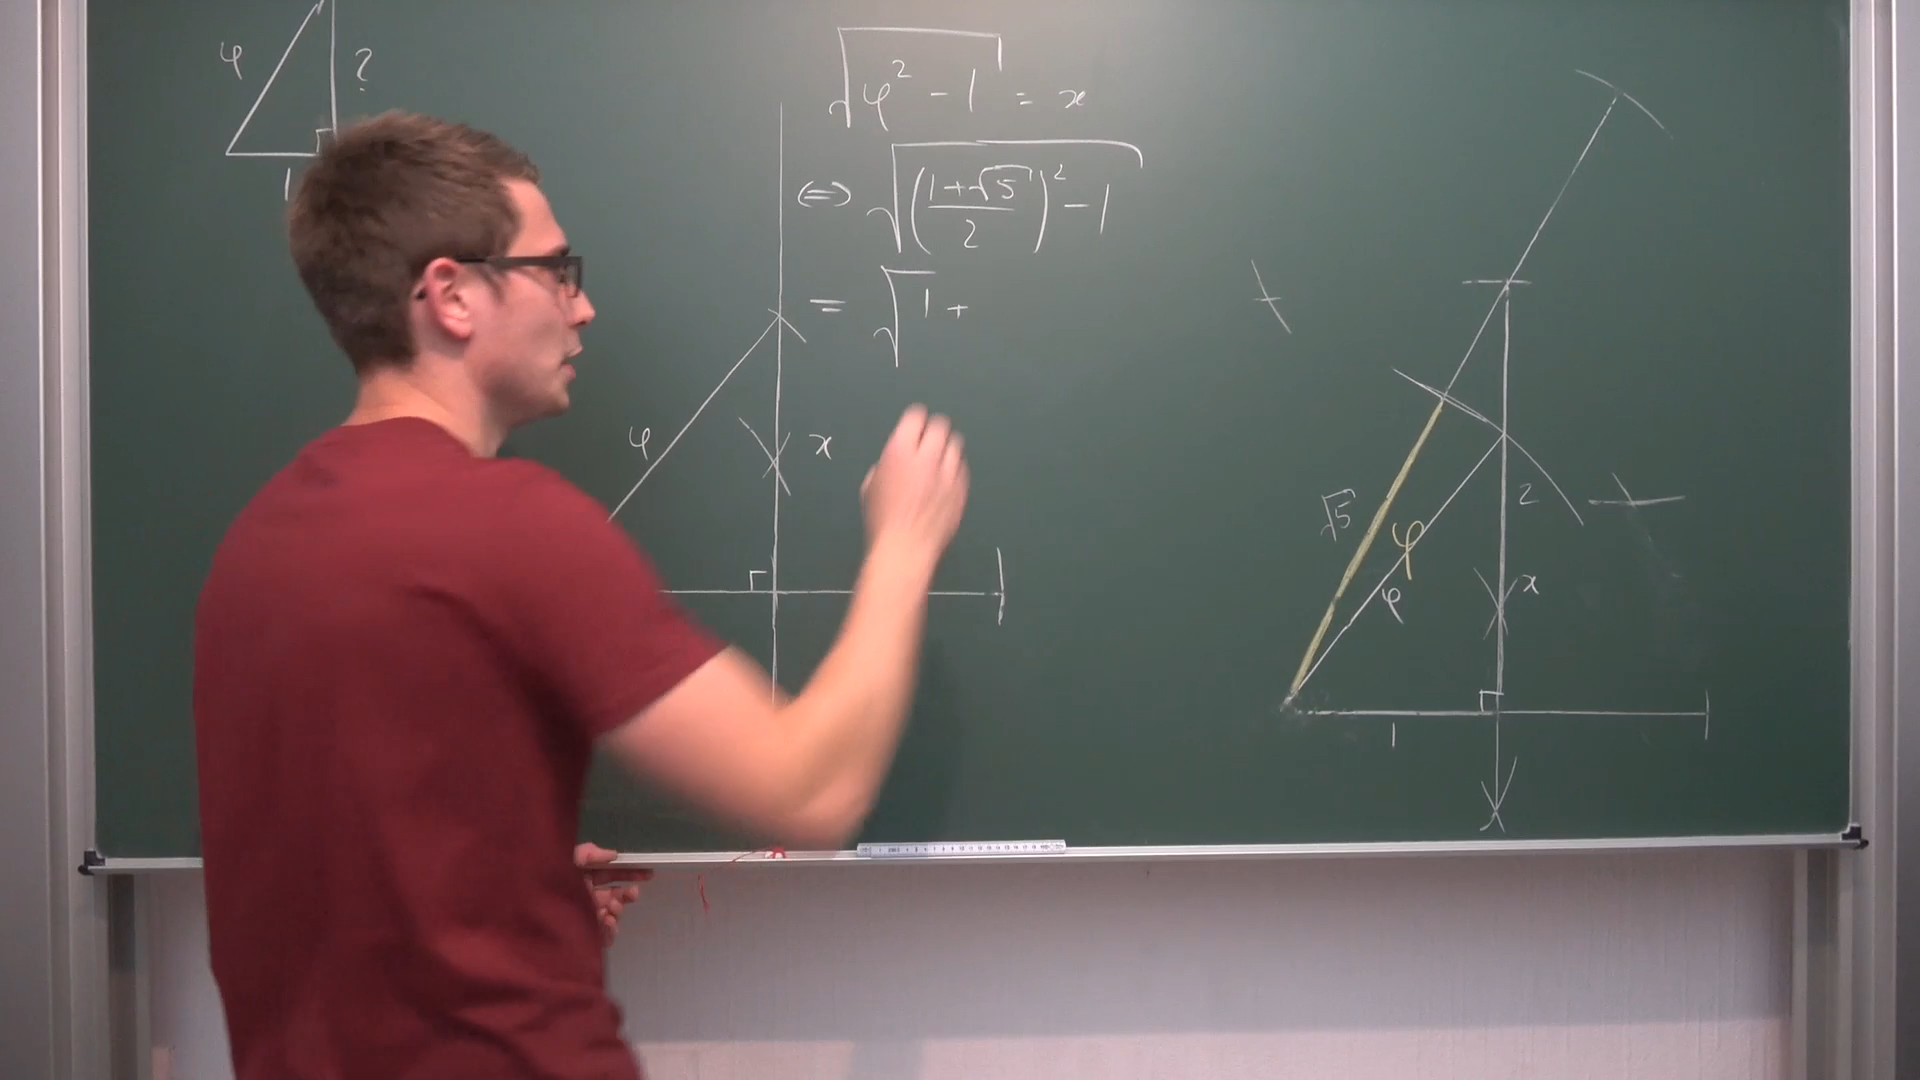 φ
?
1
√(φ² - 1) = x
⇔ √(((1+√5)/2)² - 1)
= √(1 +
φ
x
√5
φ
φ
2
x
1